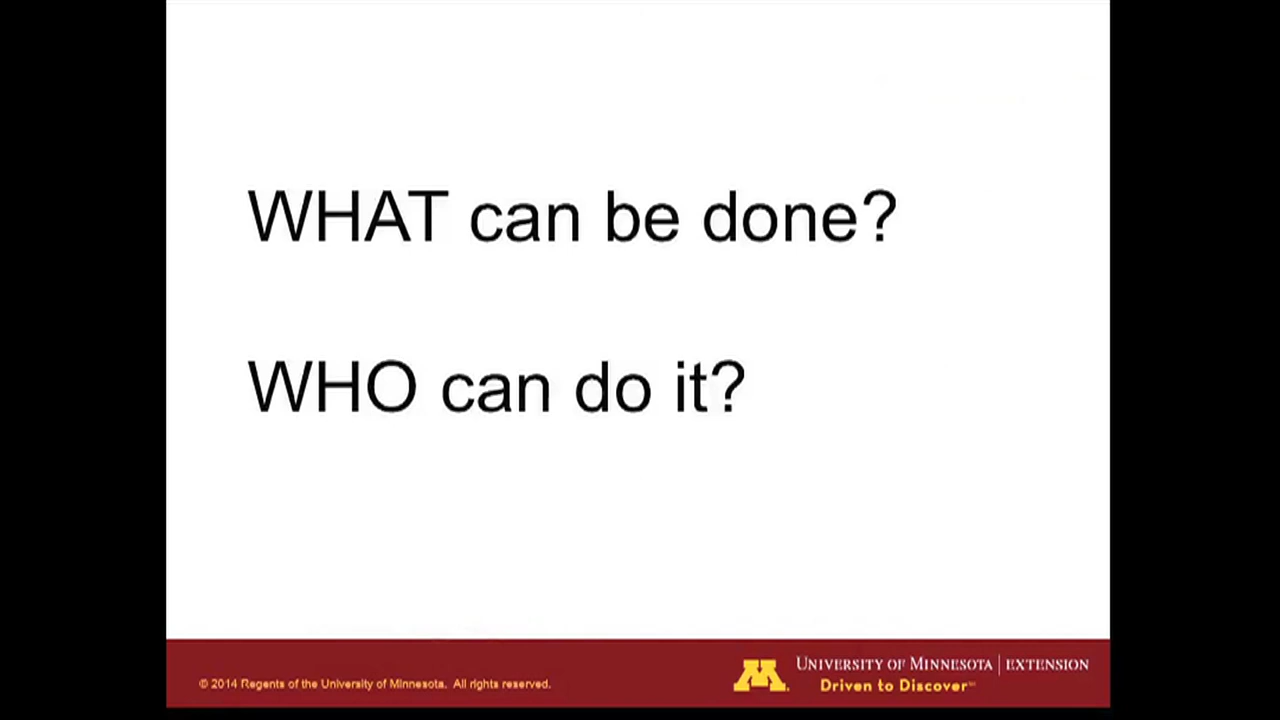 WHAT can be done?
WHO can do it?
© 2014 Regents of the University of Minnesota. All rights reserved.
M
UNIVERSITY OF MINNESOTA | EXTENSION
Driven to Discover℠